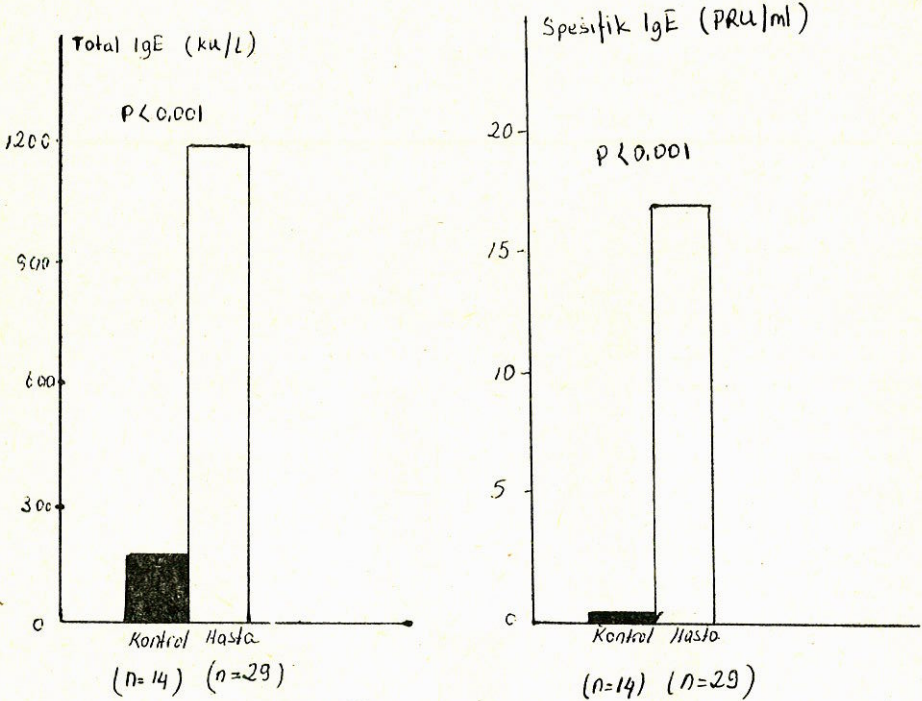 Total IgE (ku/L)
P<0,001
1200
900
600
300
0
Kontrol Hasta
(n=14) (n=29)
Spesifik IgE (PRU/ml)
P<0.001
20
15
10
5
0
Kontrol Hasta
(n=14) (n=29)